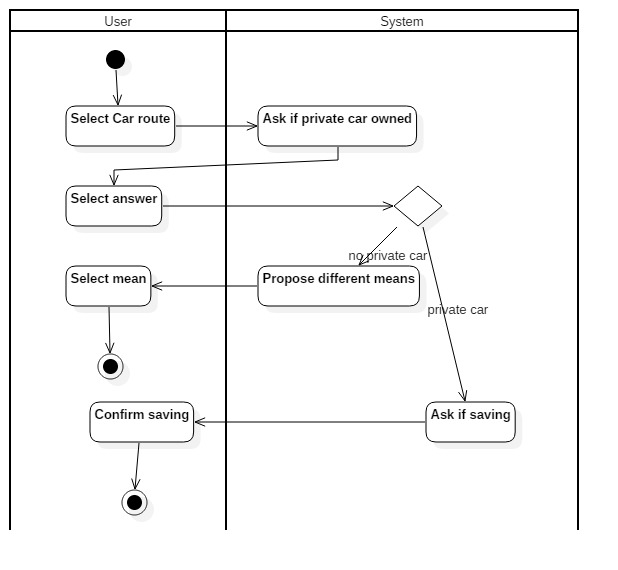 User
System
Select Car route
Ask if private car owned
Select answer
no private car
Select mean
Propose different means
private car
Confirm saving
Ask if saving